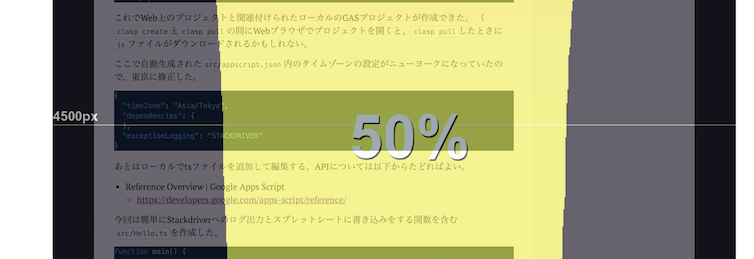 これでWeb上のプロジェクトと関連付けられたローカルのGASプロジェクトが作成できた。（
clasp create と clasp pull の間にWebブラウザでプロジェクトを開くと、 clasp pull したときに
js ファイルがダウンロードされるかもしれない。
ここで自動生成された src/appscript.json 内のタイムゾーンの設定がニューヨークになっていたの
で、東京に修正した。
{
"timeZone": "Asia/Tokyo",
"dependencies": {
4500px
},
50%
"exceptionLogging": "STACKDRIVER"
}
あとはローカルでtsファイルを追加して編集する。APIについては以下からたどればよい。
• Reference Overview | Google Apps Script
https://developers.google.com/apps-script/reference/
今回は簡単にStackdriverへのログ出力とスプレットシートに書き込みをする関数を含む
src/Hello.ts を作成した。
function main() {